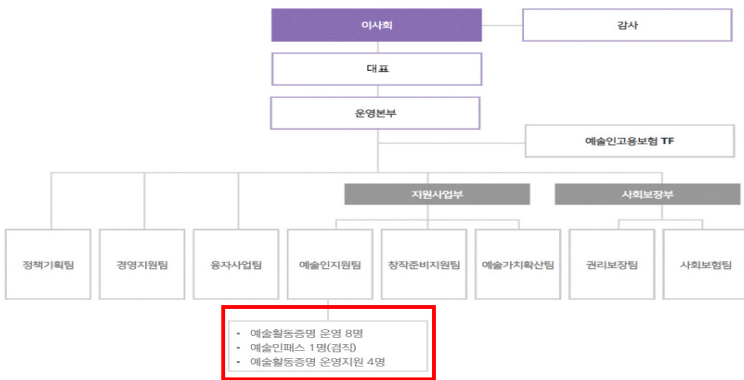 이사회
감사
대표
운영본부
예술인고용보험 TF
지원사업부
사회보장부
정책기획팀
경영지원팀
융자사업팀
예술인지원팀
창작준비지원팀
예술가치확산팀
권리보장팀
사회보험팀
• 예술활동증명 운영 8명
• 예술인패스 1명(겸직)
• 예술활동증명 운영지원 4명